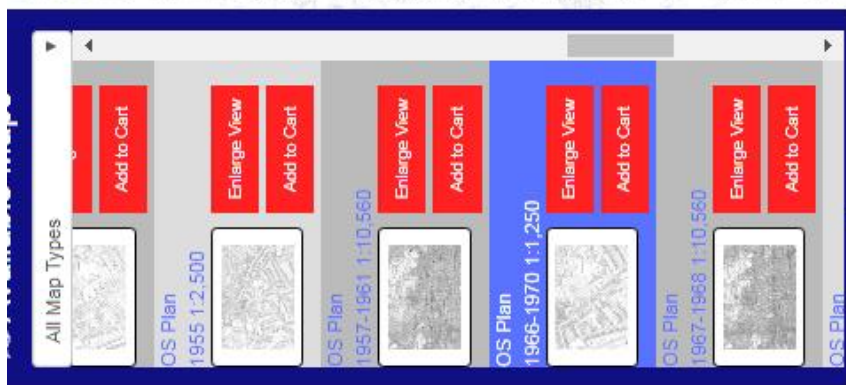 All Map Types
Add to Cart
OS Plan
1955 1:2,500
Enlarge View
Add to Cart
OS Plan
1957-1961 1:10,560
Enlarge View
Add to Cart
OS Plan
1966-1970 1:1,250
Enlarge View
Add to Cart
OS Plan
1967-1968 1:10,560
Enlarge View
Add to Cart
OS Plan